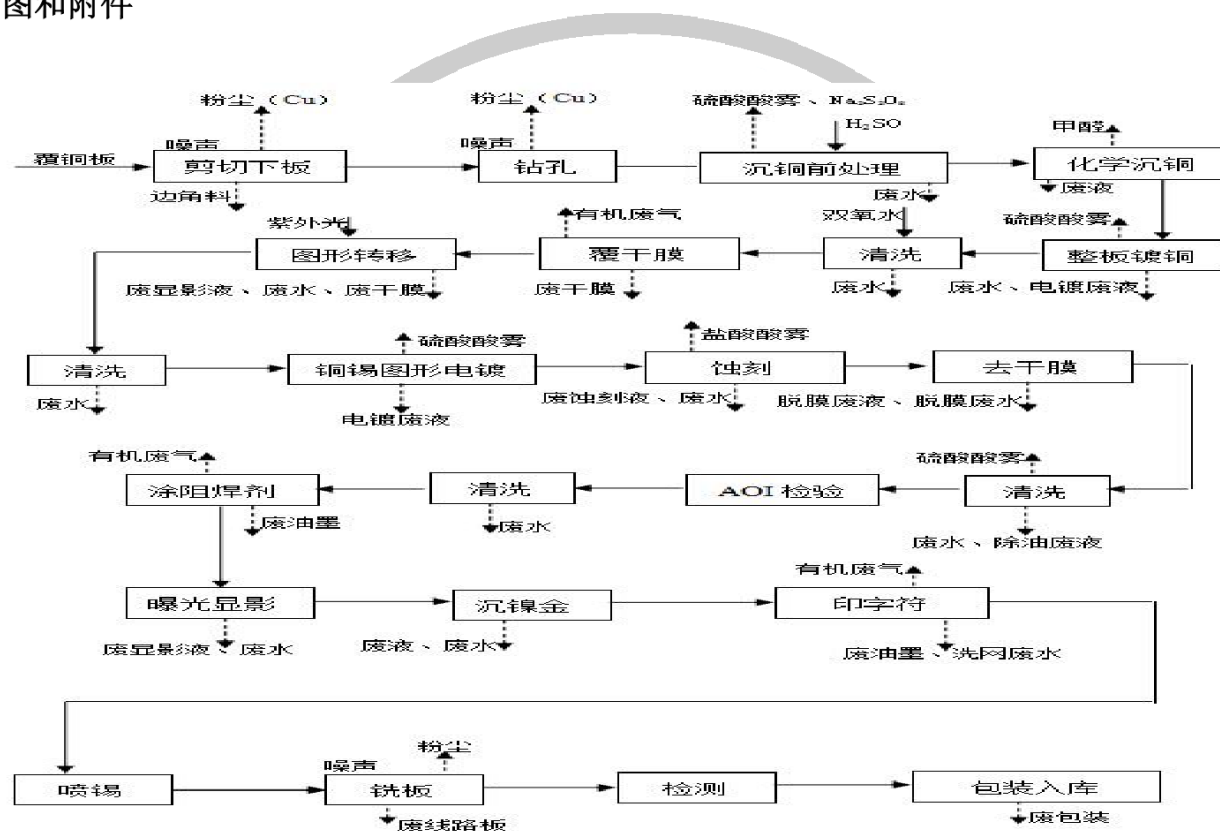 图和附件
粉尘（Cu） 粉尘（Cu） 硫酸酸雾、Na₂S₂O₈
H₂SO 甲醛
噪声 噪声
覆铜板 剪切下板 钻孔 沉铜前处理 化学沉铜
边角料 废水 废液
紫外光 有机废气 双氧水 硫酸酸雾
图形转移 覆干膜 清洗 整板镀铜
废显影液、废水、废干膜 废干膜 废水 废水、电镀废液
硫酸酸雾 盐酸酸雾
清洗 铜锡图形电镀 蚀刻 去干膜
废水 电镀废液 废蚀刻液、废水 脱膜废液、脱膜废水
有机废气 硫酸酸雾
涂阻焊剂 清洗 AOI 检验 清洗
废油墨 废水 废水、除油废液
有机废气
曝光显影 沉镍金 印字符
废显影液、废水 废液、废水 废油墨、洗网废水
噪声 粉尘
喷锡 铣板 检测 包装入库
废线路板 废包装